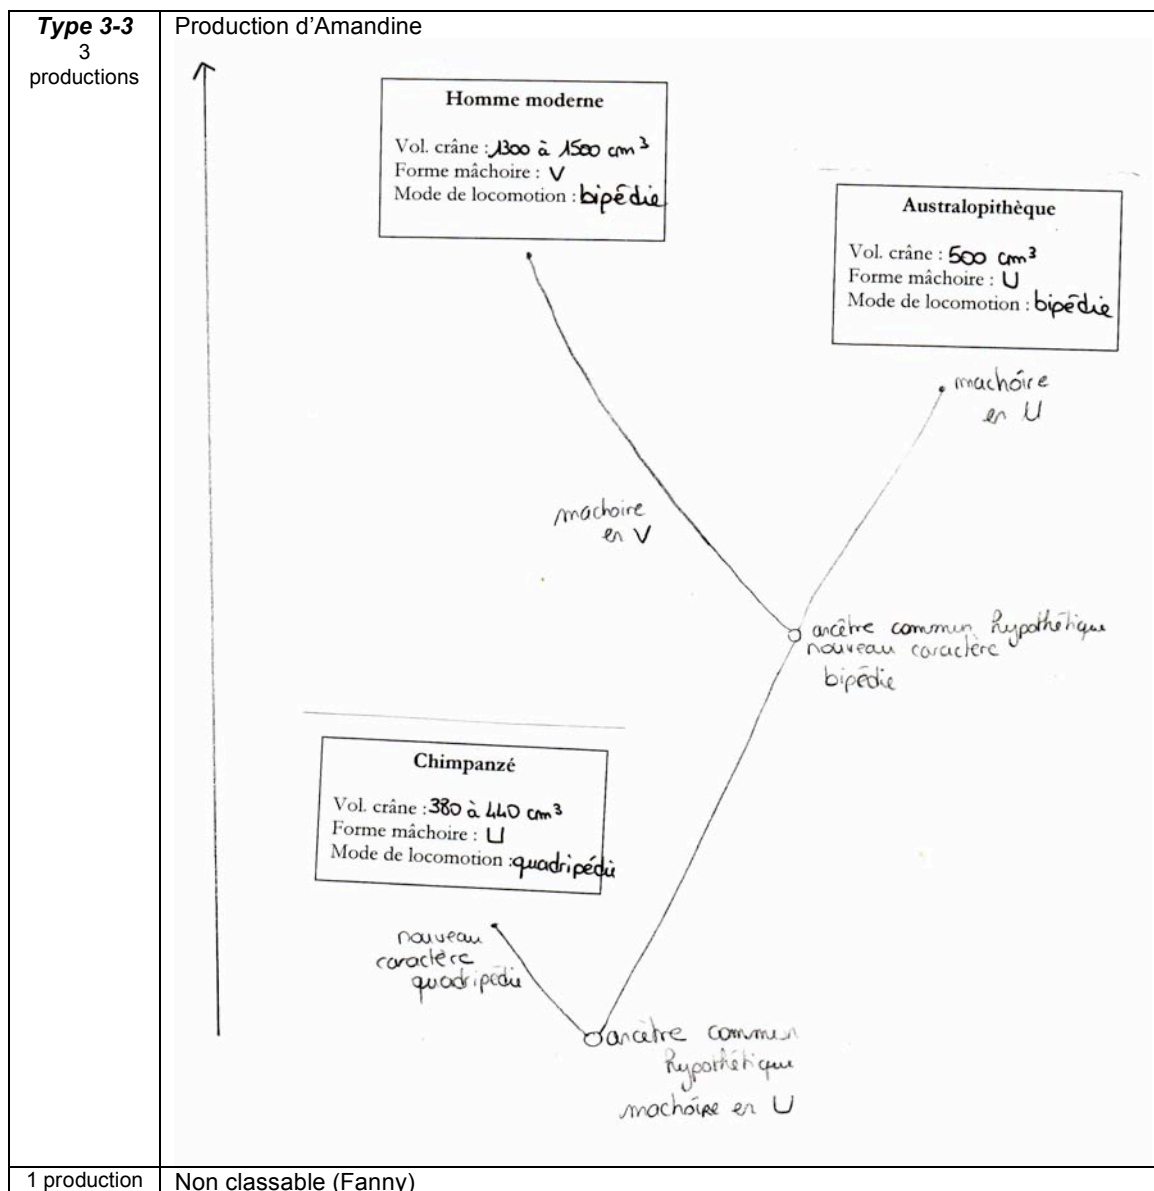 Type 3-3
3
productions
Production d'Amandine
Homme moderne
Vol. crâne : 1300 à 1500 cm³
Forme mâchoire : V
Mode de locomotion : bipédie
Australopithèque
Vol. crâne : 500 cm³
Forme mâchoire : U
Mode de locomotion : bipédie
machoire
en U
machoire
en V
ancêtre commun hypothétique
nouveau caractère
bipédie
Chimpanzé
Vol. crâne : 380 à 440 cm³
Forme mâchoire : U
Mode de locomotion : quadripédie
nouveau
caractère
quadripédie
ancêtre commun
hypothétique
machoire en U
1 production
Non classable (Fanny)